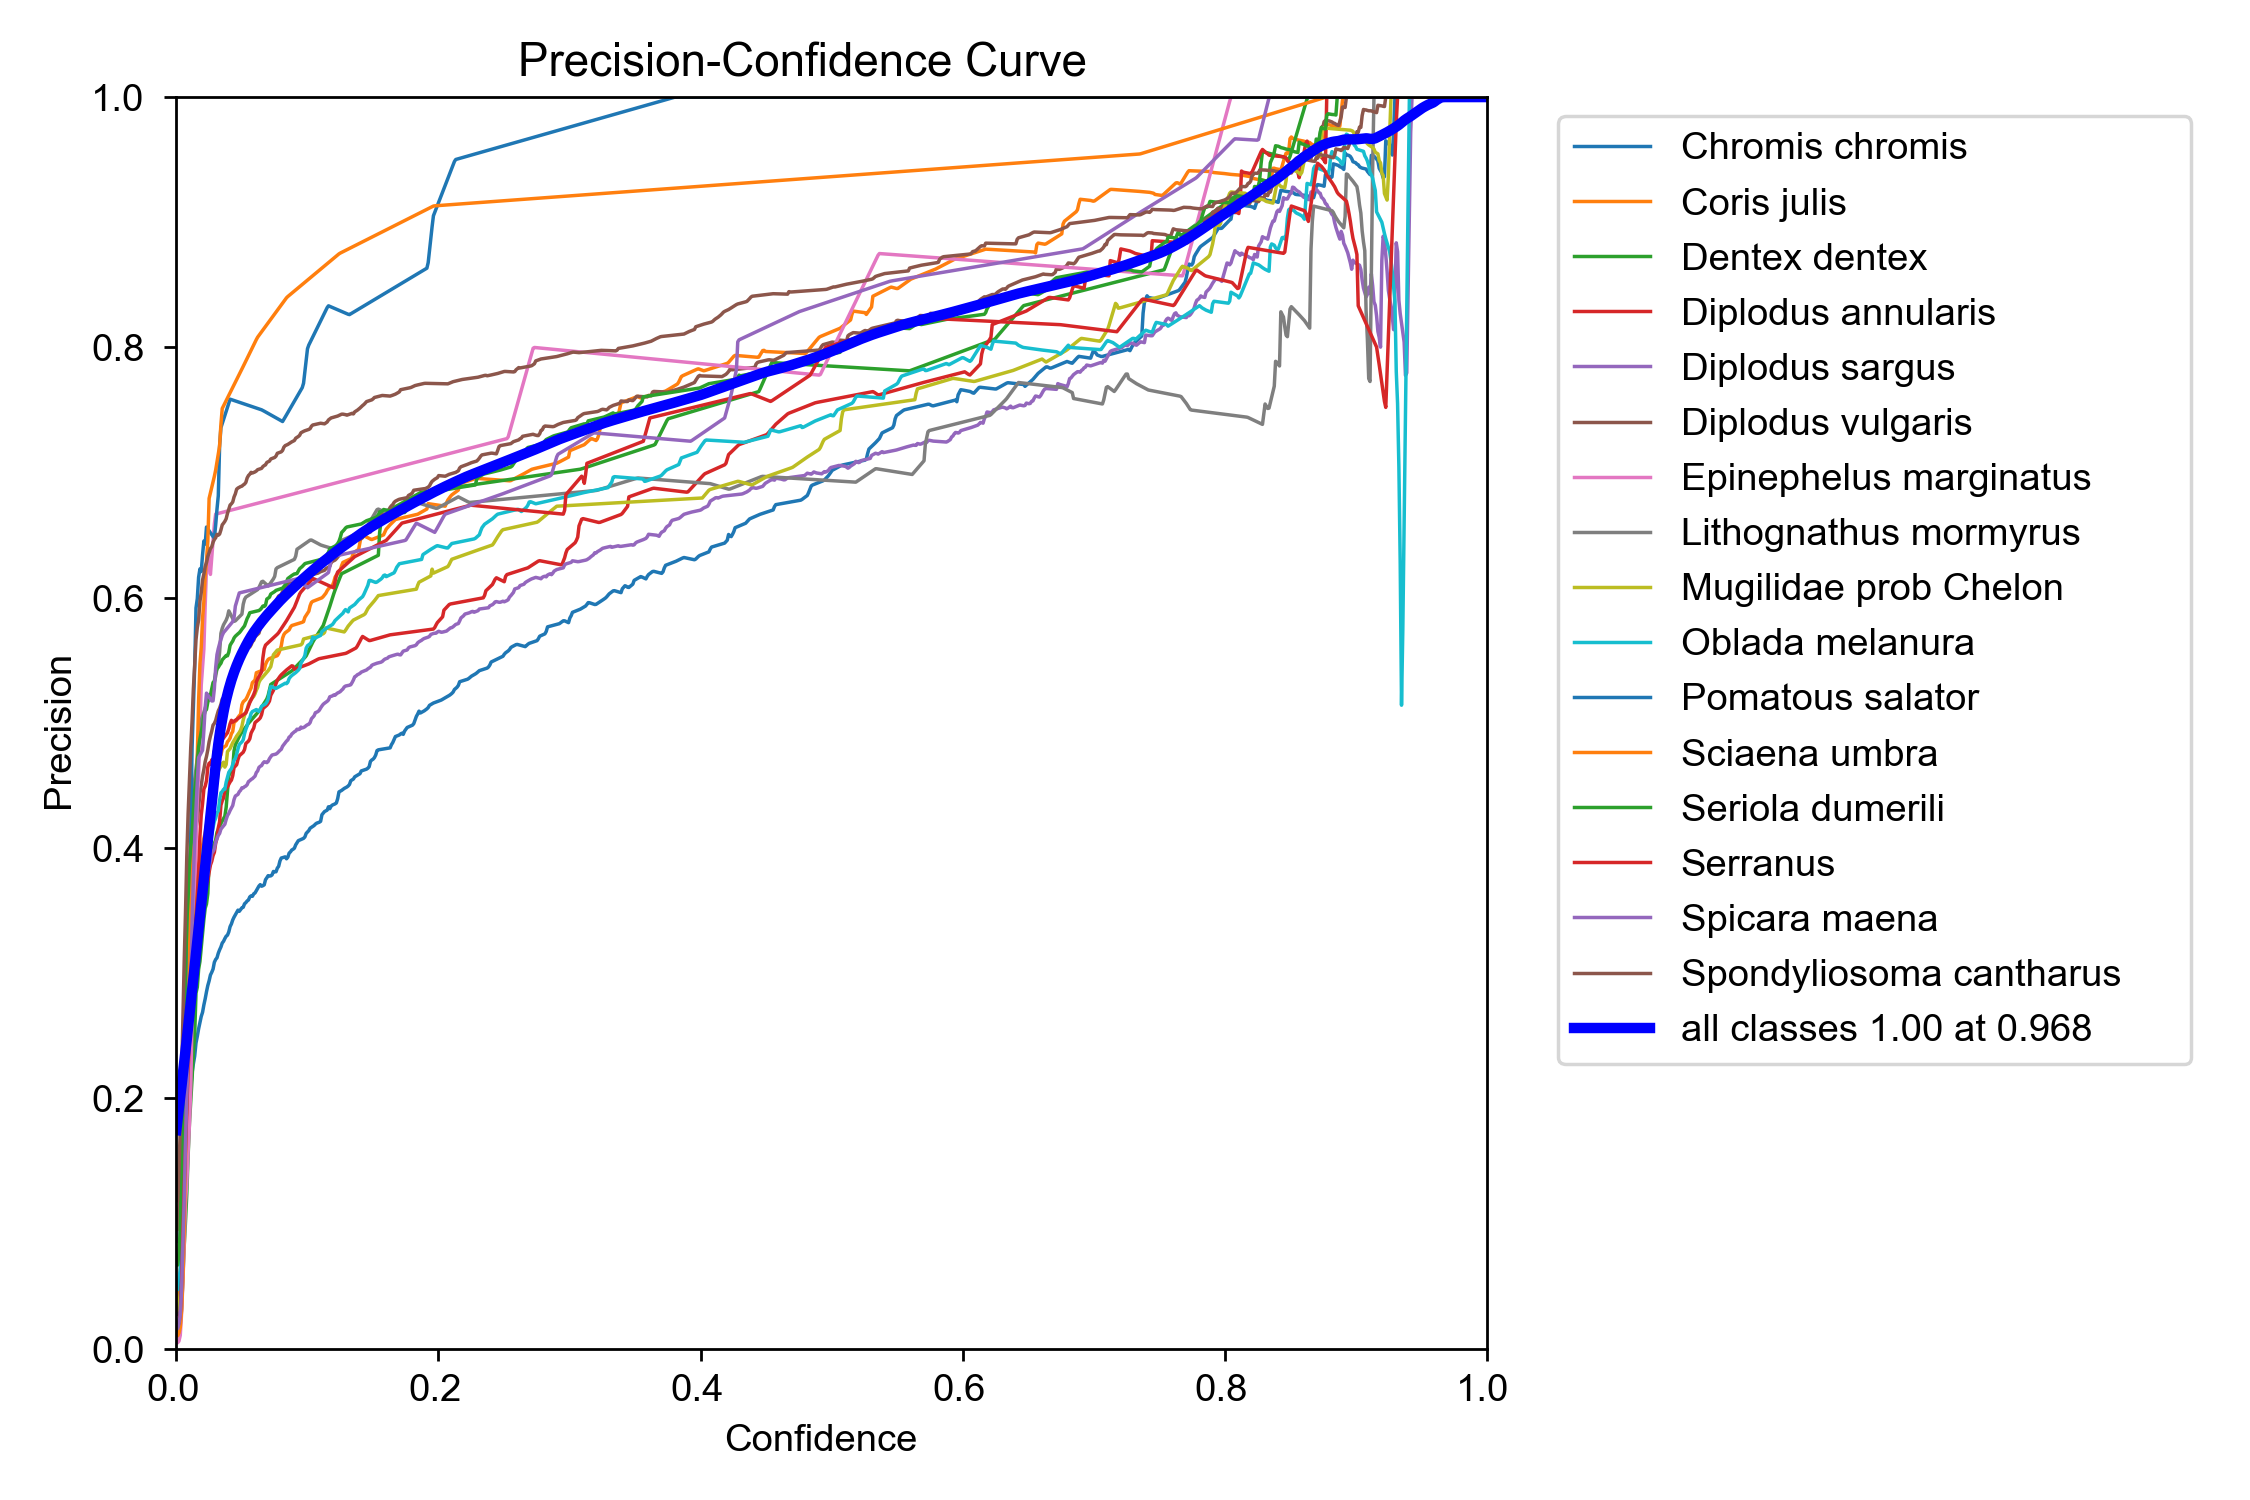 Precision-Confidence Curve
1.0
0.8
0.6
0.4
0.2
0.0
Precision
0.0 0.2 0.4 0.6 0.8 1.0
Confidence
Chromis chromis
Coris julis
Dentex dentex
Diplodus annularis
Diplodus sargus
Diplodus vulgaris
Epinephelus marginatus
Lithognathus mormyrus
Mugilidae prob Chelon
Oblada melanura
Pomatous salator
Sciaena umbra
Seriola dumerili
Serranus
Spicara maena
Spondyliosoma cantharus
all classes 1.00 at 0.968